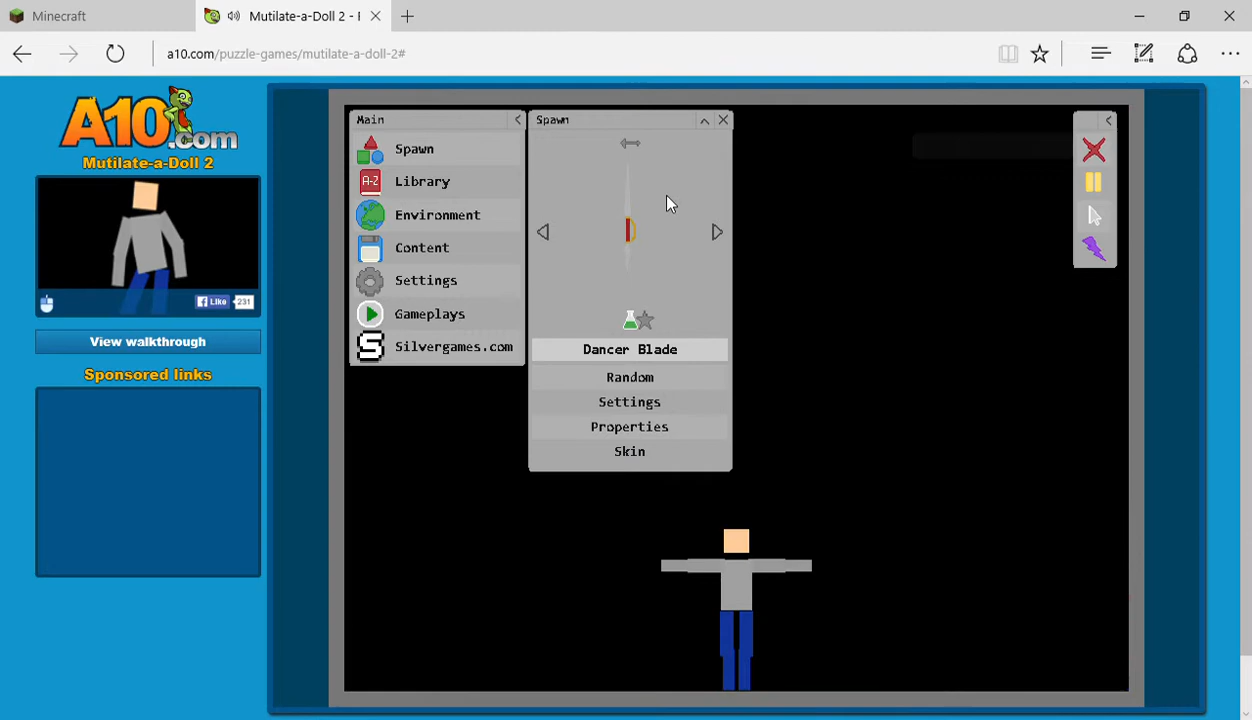 Minecraft
Mutilate-a-Doll 2 - F
a10.com/puzzle-games/mutilate-a-doll-2#
A10.com
Mutilate-a-Doll 2
Like 231
View walkthrough
Sponsored links
Main
Spawn
A-Z Library
Environment
Content
Settings
Gameplays
S Silvergames.com
Spawn
Dancer Blade
Random
Settings
Properties
Skin